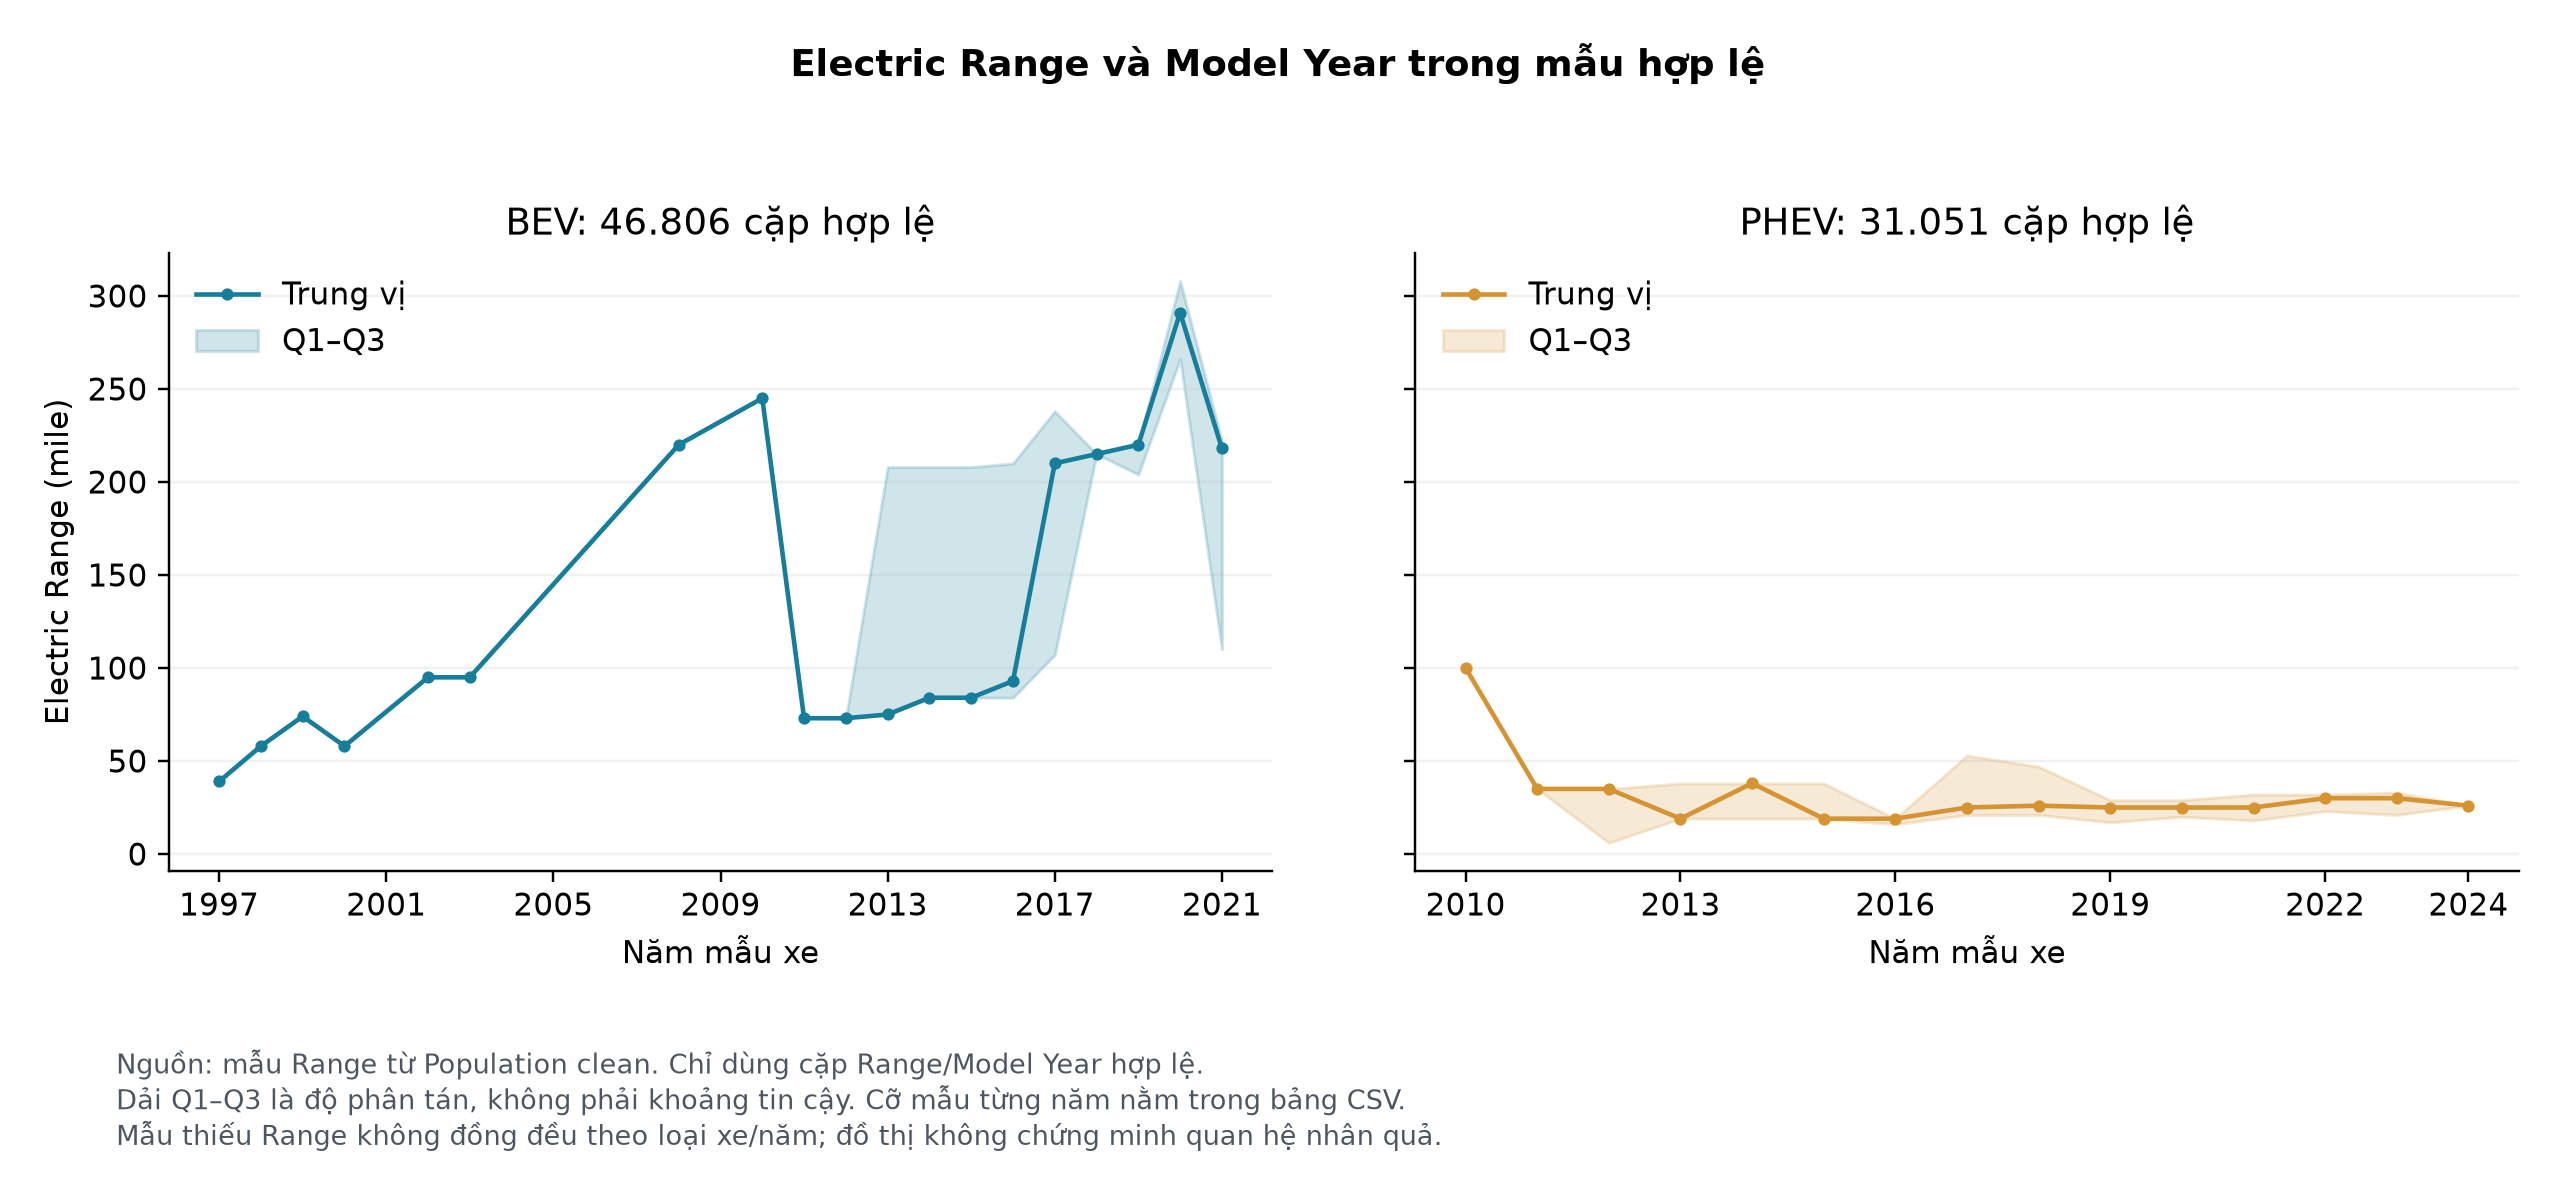 Electric Range và Model Year trong mẫu hợp lệ
BEV: 46.806 cặp hợp lệ
Trung vị
Q1–Q3
Electric Range (mile)
300
250
200
150
100
50
0
1997 2001 2005 2009 2013 2017 2021
Năm mẫu xe
PHEV: 31.051 cặp hợp lệ
Trung vị
Q1–Q3
2010 2013 2016 2019 2022 2024
Năm mẫu xe
Nguồn: mẫu Range từ Population clean. Chỉ dùng cặp Range/Model Year hợp lệ.
Dải Q1–Q3 là độ phân tán, không phải khoảng tin cậy. Cỡ mẫu từng năm nằm trong bảng CSV.
Mẫu thiếu Range không đồng đều theo loại xe/năm; đồ thị không chứng minh quan hệ nhân quả.